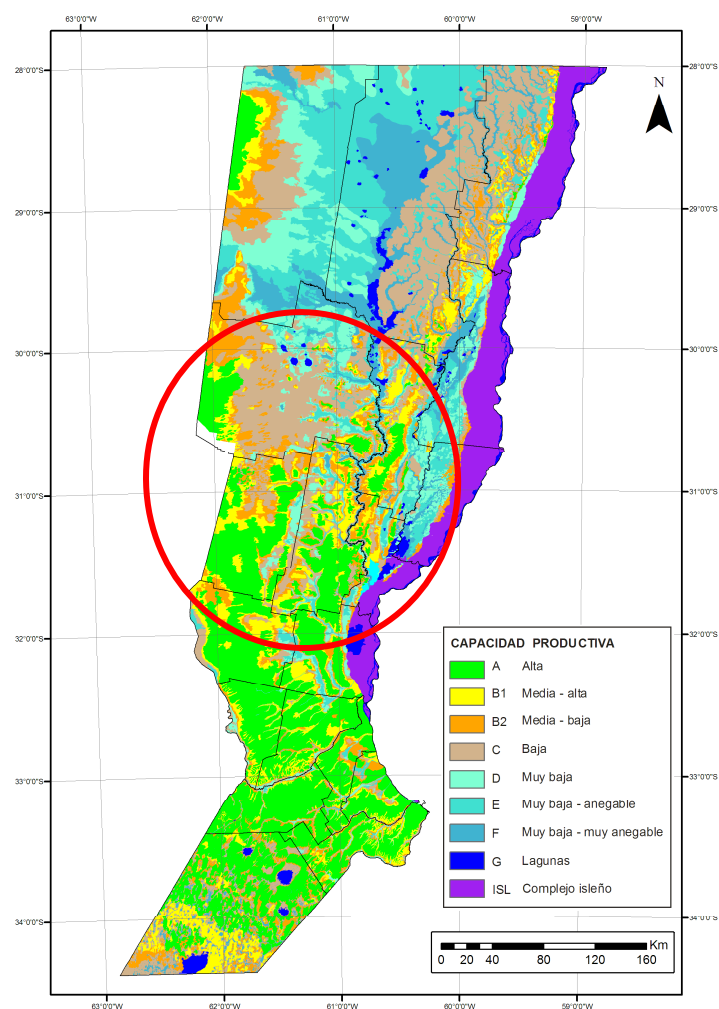 63°0'0"W 62°0'0"W 61°0'0"W 60°0'0"W 59°0'0"W
28°0'0"S 28°0'0"S
N
29°0'0"S 29°0'0"S
30°0'0"S 30°0'0"S
31°0'0"S 31°0'0"S
32°0'0"S 32°0'0"S
CAPACIDAD PRODUCTIVA
A Alta
B1 Media - alta
B2 Media - baja
C Baja
D Muy baja
E Muy baja - anegable
F Muy baja - muy anegable
G Lagunas
ISL Complejo isleño
33°0'0"S 33°0'0"S
34°0'0"S 34°0'0"S
Km
0 20 40 80 120 160
63°0'0"W 62°0'0"W 61°0'0"W 60°0'0"W 59°0'0"W